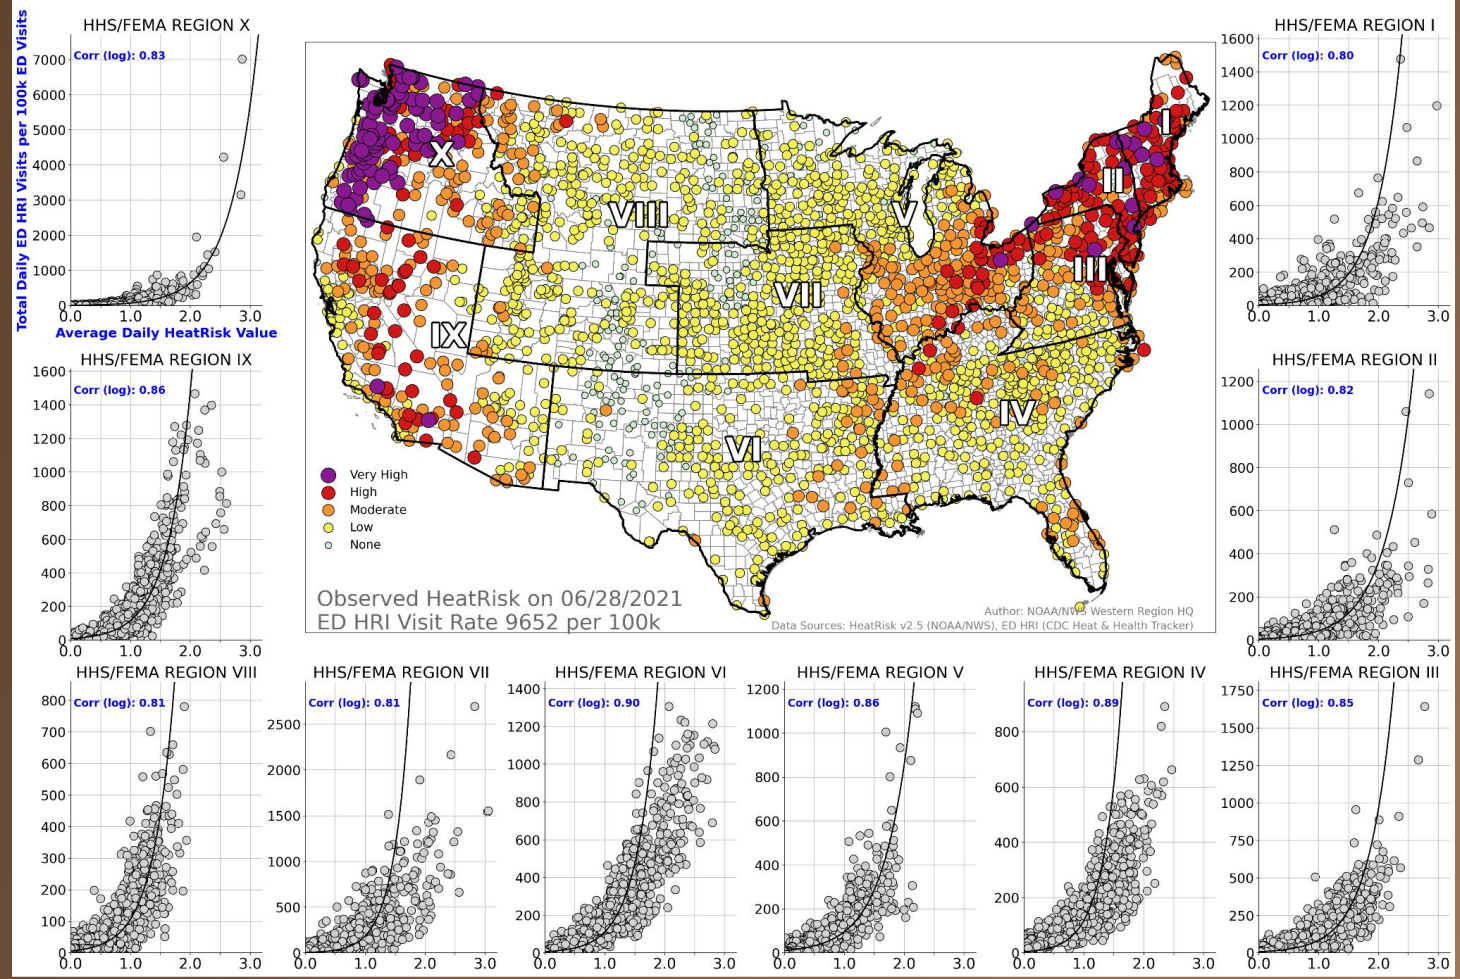 HHS/FEMA REGION X
Total Daily ED HRI Visits per 100k ED Visits
Corr (log): 0.83
7000
6000
5000
4000
3000
2000
1000
0
0.0 1.0 2.0 3.0
Average Daily HeatRisk Value
HHS/FEMA REGION IX
Corr (log): 0.86
1600
1400
1200
1000
800
600
400
200
0
0.0 1.0 2.0 3.0
X
VIII
V
I
II
III
VII
IX
IV
VI
Very High
High
Moderate
Low
None
Observed HeatRisk on 06/28/2021
ED HRI Visit Rate 9652 per 100k
Author: NOAA/NWS Western Region HQ
Data Sources: HeatRisk v2.5 (NOAA/NWS), ED HRI (CDC Heat & Health Tracker)
HHS/FEMA REGION I
Corr (log): 0.80
1600
1400
1200
1000
800
600
400
200
0
0.0 1.0 2.0 3.0
HHS/FEMA REGION II
Corr (log): 0.82
1200
1000
800
600
400
200
0
0.0 1.0 2.0 3.0
HHS/FEMA REGION VIII
Corr (log): 0.81
800
700
600
500
400
300
200
100
0
0.0 1.0 2.0 3.0
HHS/FEMA REGION VII
Corr (log): 0.81
2500
2000
1500
1000
500
0
0.0 1.0 2.0 3.0
HHS/FEMA REGION VI
Corr (log): 0.90
1400
1200
1000
800
600
400
200
0
0.0 1.0 2.0 3.0
HHS/FEMA REGION V
Corr (log): 0.86
1200
1000
800
600
400
200
0
0.0 1.0 2.0 3.0
HHS/FEMA REGION IV
Corr (log): 0.89
800
600
400
200
0
0.0 1.0 2.0 3.0
HHS/FEMA REGION III
Corr (log): 0.85
1750
1500
1250
1000
750
500
250
0
0.0 1.0 2.0 3.0